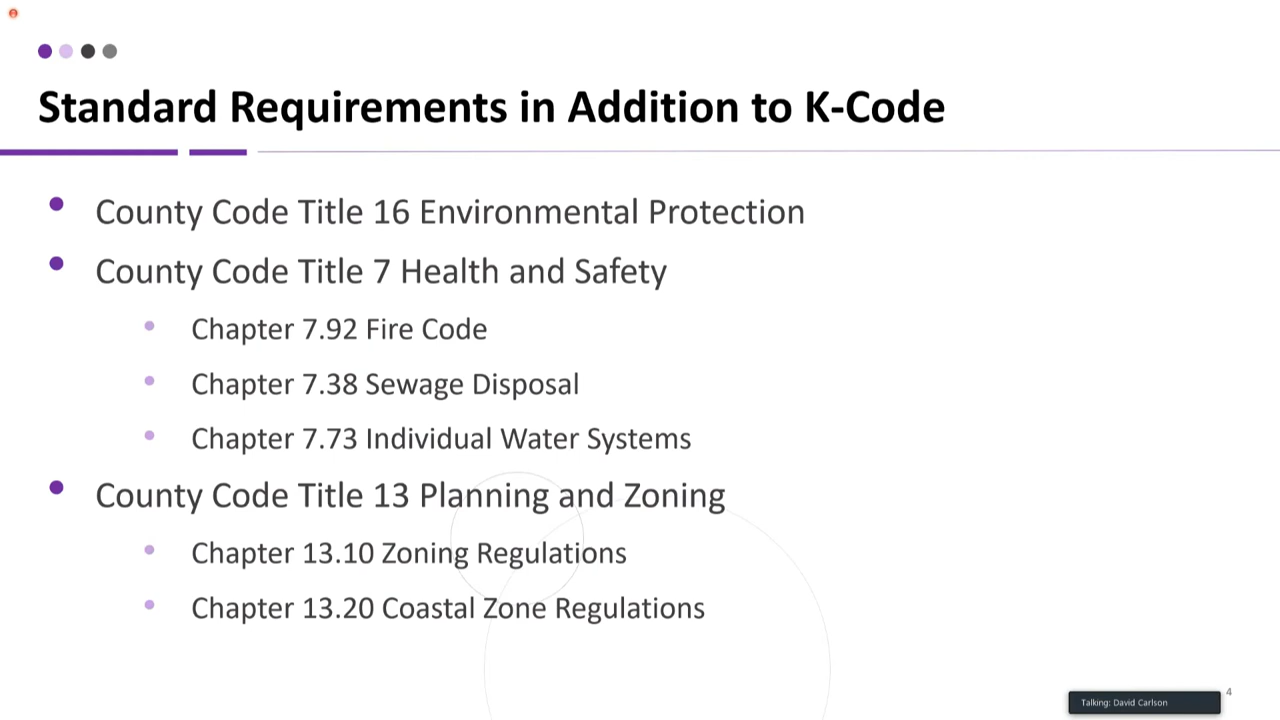 Standard Requirements in Addition to K-Code
County Code Title 16 Environmental Protection
County Code Title 7 Health and Safety
Chapter 7.92 Fire Code
Chapter 7.38 Sewage Disposal
Chapter 7.73 Individual Water Systems
County Code Title 13 Planning and Zoning
Chapter 13.10 Zoning Regulations
Chapter 13.20 Coastal Zone Regulations
4
Talking: David Carlson